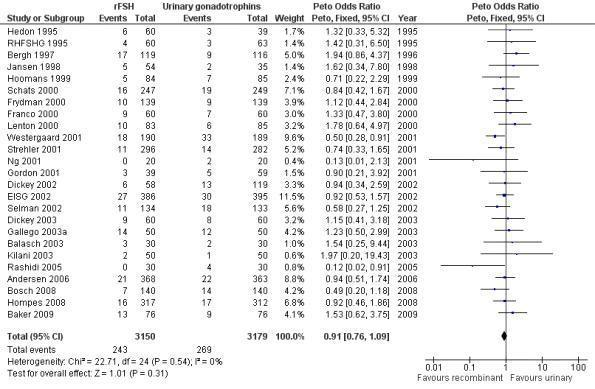 rFSH Urinary gonadotrophins Peto Odds Ratio Peto Odds Ratio
Study or Subgroup Events Total Events Total Weight Peto, Fixed, 95% CI Year Peto, Fixed, 95% CI
Hedon 1995 6 60 3 39 1.7% 1.32 [0.33, 5.32] 1995
RHFSHG 1995 4 60 3 63 1.4% 1.42 [0.31, 6.50] 1995
Bergh 1997 17 119 9 116 5.0% 1.94 [0.86, 4.37] 1996
Jansen 1998 5 54 2 35 1.3% 1.62 [0.34, 7.80] 1998
Hoomans 1999 5 84 7 85 2.4% 0.71 [0.22, 2.29] 1999
Schats 2000 16 247 19 249 7.0% 0.84 [0.42, 1.67] 2000
Frydman 2000 10 139 9 139 3.8% 1.12 [0.44, 2.84] 2000
Franco 2000 9 60 7 60 3.0% 1.33 [0.47, 3.80] 2000
Lenton 2000 10 83 6 85 3.1% 1.78 [0.64, 4.97] 2000
Westergaard 2001 18 190 33 189 9.5% 0.50 [0.28, 0.91] 2001
Strehler 2001 11 296 14 282 5.1% 0.74 [0.33, 1.65] 2001
Ng 2001 0 20 2 20 0.4% 0.13 [0.01, 2.13] 2001
Gordon 2001 3 39 5 59 1.5% 0.90 [0.21, 3.92] 2001
Dickey 2002 6 58 13 119 3.1% 0.94 [0.34, 2.59] 2002
EISG 2002 27 386 30 395 11.3% 0.92 [0.53, 1.57] 2002
Selman 2002 11 134 18 133 5.6% 0.58 [0.27, 1.25] 2002
Dickey 2003 9 60 8 60 3.2% 1.15 [0.41, 3.18] 2003
Gallego 2003a 14 50 12 50 4.1% 1.23 [0.50, 2.99] 2003
Balasch 2003 3 30 2 30 1.0% 1.54 [0.25, 9.44] 2003
Kilani 2003 2 50 1 50 0.6% 1.97 [0.20, 19.43] 2003
Rashidi 2005 0 30 4 30 0.8% 0.12 [0.02, 0.91] 2005
Andersen 2006 21 368 22 363 8.7% 0.94 [0.51, 1.74] 2006
Bosch 2008 7 140 14 140 4.2% 0.49 [0.20, 1.18] 2008
Hompes 2008 16 317 17 312 6.7% 0.92 [0.46, 1.86] 2008
Baker 2009 13 76 9 76 4.1% 1.53 [0.62, 3.75] 2009
Total (95% CI) 3150 3179 100.0% 0.91 [0.76, 1.09]
Total events 243 269
Heterogeneity: Chi² = 22.71, df = 24 (P = 0.54); I² = 0%
Test for overall effect: Z = 1.01 (P = 0.31)
0.01 0.1 1 10 100
Favours recombinant Favours urinary